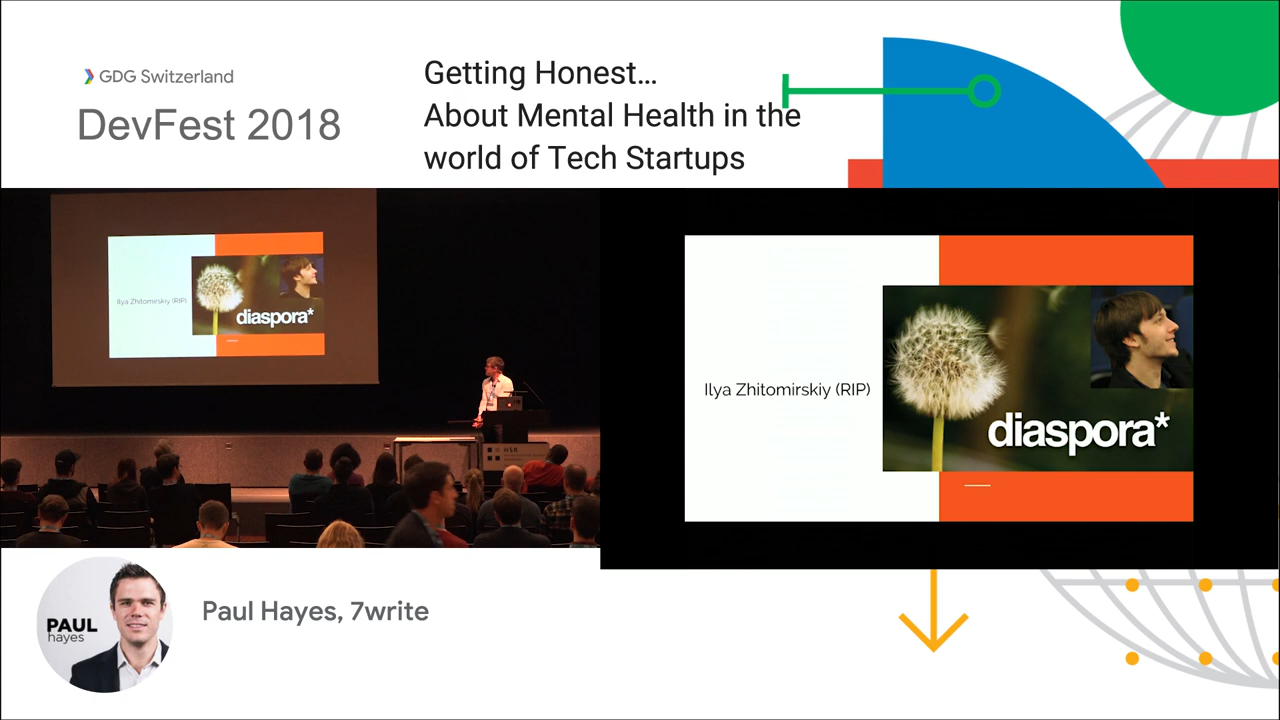 GDG Switzerland
DevFest 2018
Getting Honest...
About Mental Health in the
world of Tech Startups
Ilya Zhitomirskiy (RIP)
diaspora*
HSR
Ilya Zhitomirskiy (RIP)
diaspora*
PAUL
hayes
Paul Hayes, 7write